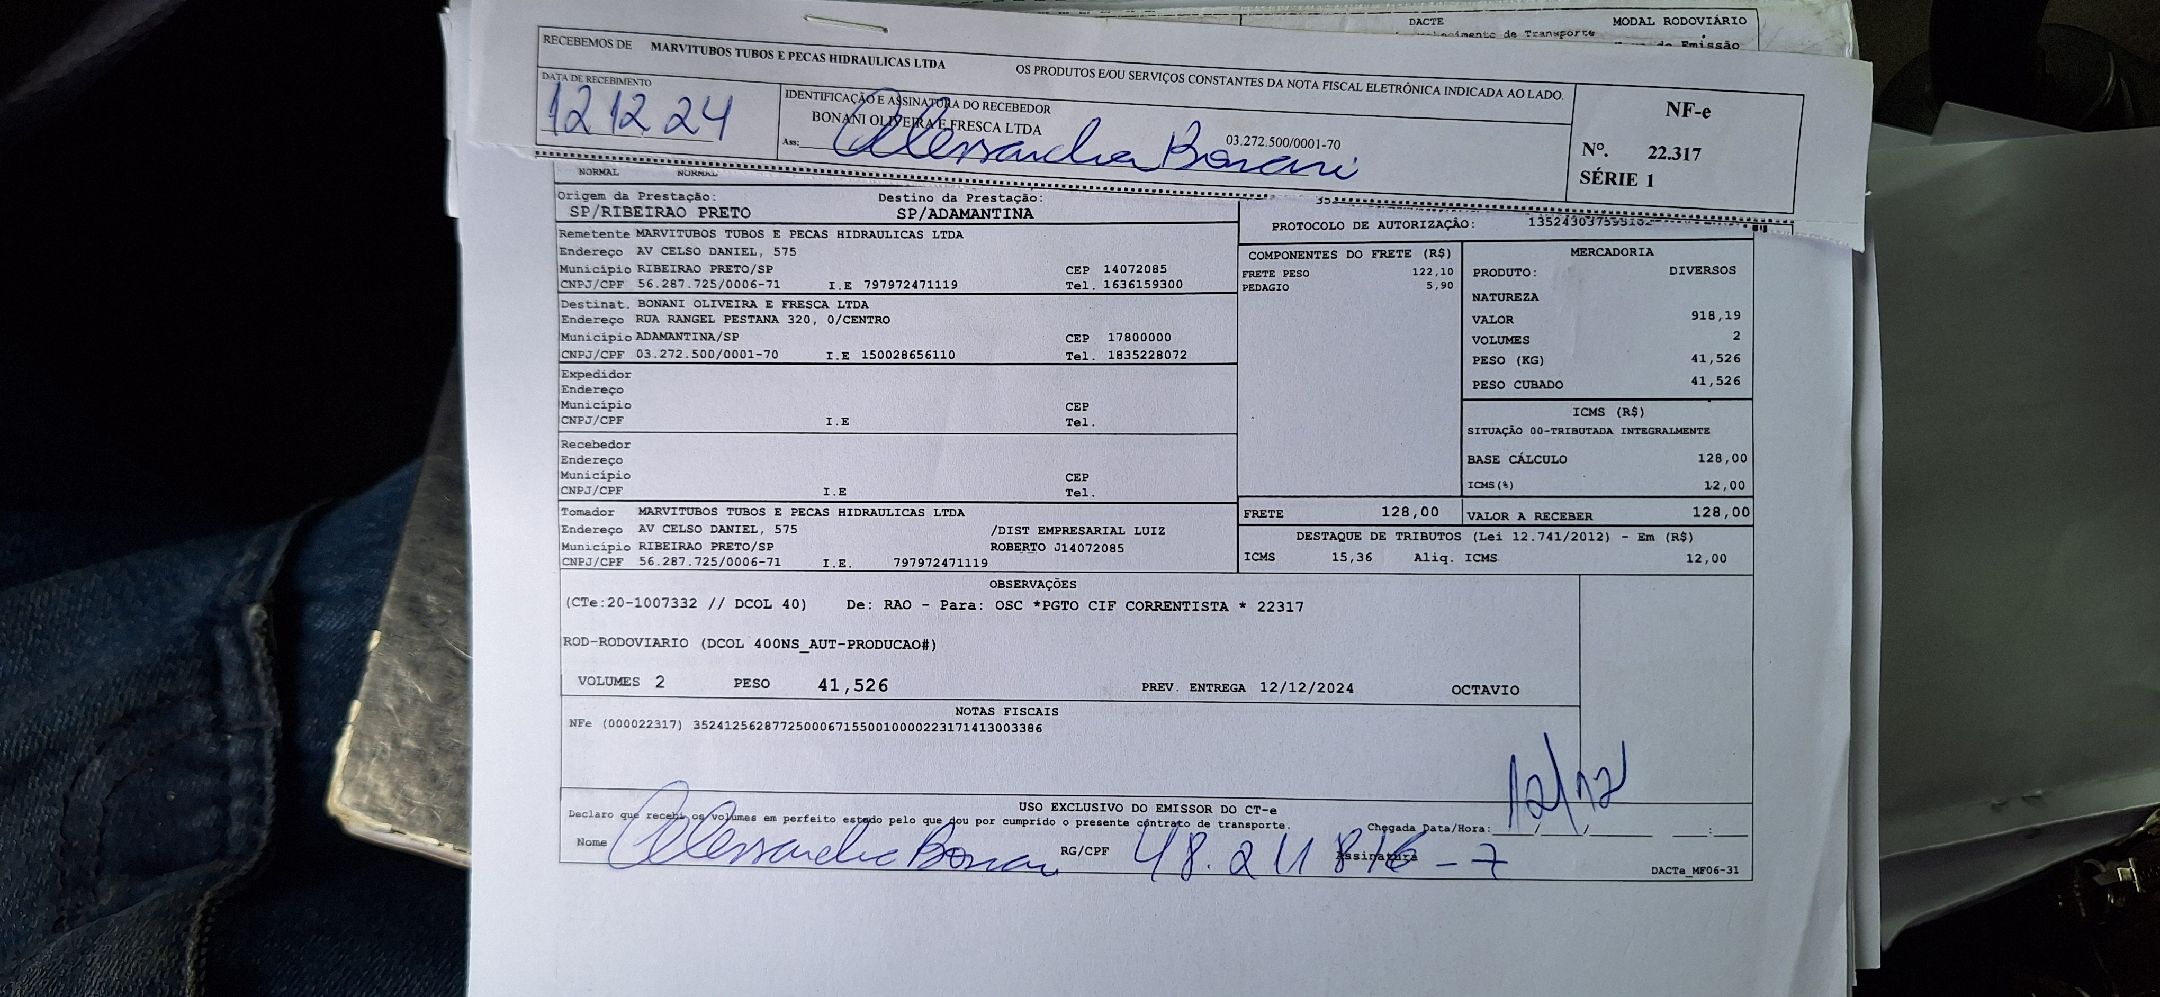 DACTE MODAL RODOVIÁRIO
de Transporte
Emissão
RECEBEMOS DE MARVITUBOS TUBOS E PECAS HIDRAULICAS LTDA OS PRODUTOS E/OU SERVIÇOS CONSTANTES DA NOTA FISCAL ELETRÔNICA INDICADA AO LADO.
DATA DE RECEBIMENTO
12 12 24
IDENTIFICAÇÃO E ASSINATURA DO RECEBEDOR
BONANI OLIVEIRA E FRESCA LTDA
03.272.500/0001-70
Ass: Alessandra Bonani
NF-e
Nº. 22.317
SÉRIE 1
NORMAL NORMAL
Origem da Prestação: Destino da Prestação:
SP/RIBEIRAO PRETO SP/ADAMANTINA
PROTOCOLO DE AUTORIZAÇÃO:
Remetente MARVITUBOS TUBOS E PECAS HIDRAULICAS LTDA
Endereço AV CELSO DANIEL, 575
Município RIBEIRAO PRETO/SP CEP 14072085
CNPJ/CPF 56.287.725/0006-71 I.E 797972471119 Tel. 1636159300
Destinat. BONANI OLIVEIRA E FRESCA LTDA
Endereço RUA RANGEL PESTANA 320, 0/CENTRO
Município ADAMANTINA/SP CEP 17800000
CNPJ/CPF 03.272.500/0001-70 I.E 150028656110 Tel. 1835228072
Expedidor
Endereço
Município CEP
CNPJ/CPF I.E Tel.
Recebedor
Endereço
Município CEP
CNPJ/CPF I.E Tel.
Tomador MARVITUBOS TUBOS E PECAS HIDRAULICAS LTDA
Endereço AV CELSO DANIEL, 575 /DIST EMPRESARIAL LUIZ
Município RIBEIRAO PRETO/SP ROBERTO J14072085
CNPJ/CPF 56.287.725/0006-71 I.E. 797972471119
COMPONENTES DO FRETE (R$)
FRETE PESO 122,10
PEDAGIO 5,90
MERCADORIA
PRODUTO: DIVERSOS
NATUREZA
VALOR 918,19
VOLUMES 2
PESO (KG) 41,526
PESO CUBADO 41,526
ICMS (R$)
SITUAÇÃO 00-TRIBUTADA INTEGRALMENTE
BASE CÁLCULO 128,00
ICMS(%) 12,00
FRETE 128,00 VALOR A RECEBER 128,00
DESTAQUE DE TRIBUTOS (Lei 12.741/2012) - Em (R$)
ICMS 15,36 Aliq. ICMS 12,00
OBSERVAÇÕES
(CTe:20-1007332 // DCOL 40) De: RAO - Para: OSC *PGTO CIF CORRENTISTA * 22317
ROD-RODOVIARIO (DCOL 400NS_AUT-PRODUCAO#)
VOLUMES 2 PESO 41,526 PREV. ENTREGA 12/12/2024 OCTAVIO
NOTAS FISCAIS
NFe (000022317) 35241256287725000671550010000223171413003386
USO EXCLUSIVO DO EMISSOR DO CT-e
Declaro que recebi os volumes em perfeito estado pelo que dou por cumprido o presente contrato de transporte.
Chegada Data/Hora: 12/12
Nome Alessandra Bonani RG/CPF 48.241 816-7 Assinatura
DACTe_MF06-31